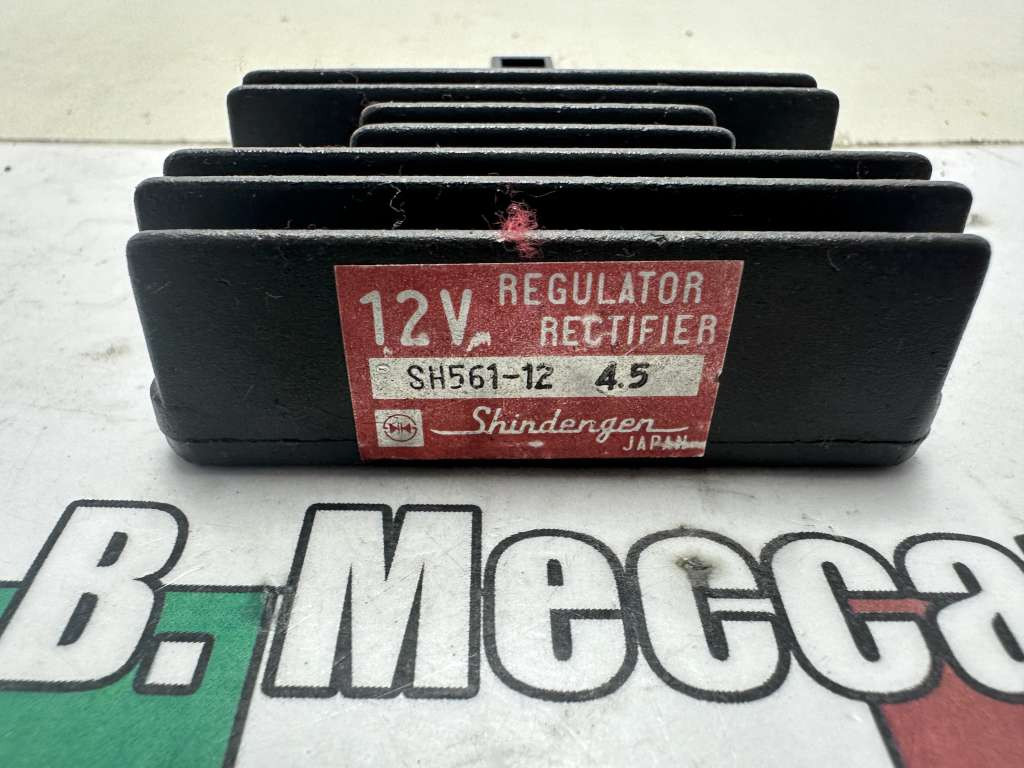 12V REGULATOR
RECTIFIER
SH561-12 4.5
Shindengen
JAPAN
B. Mecca